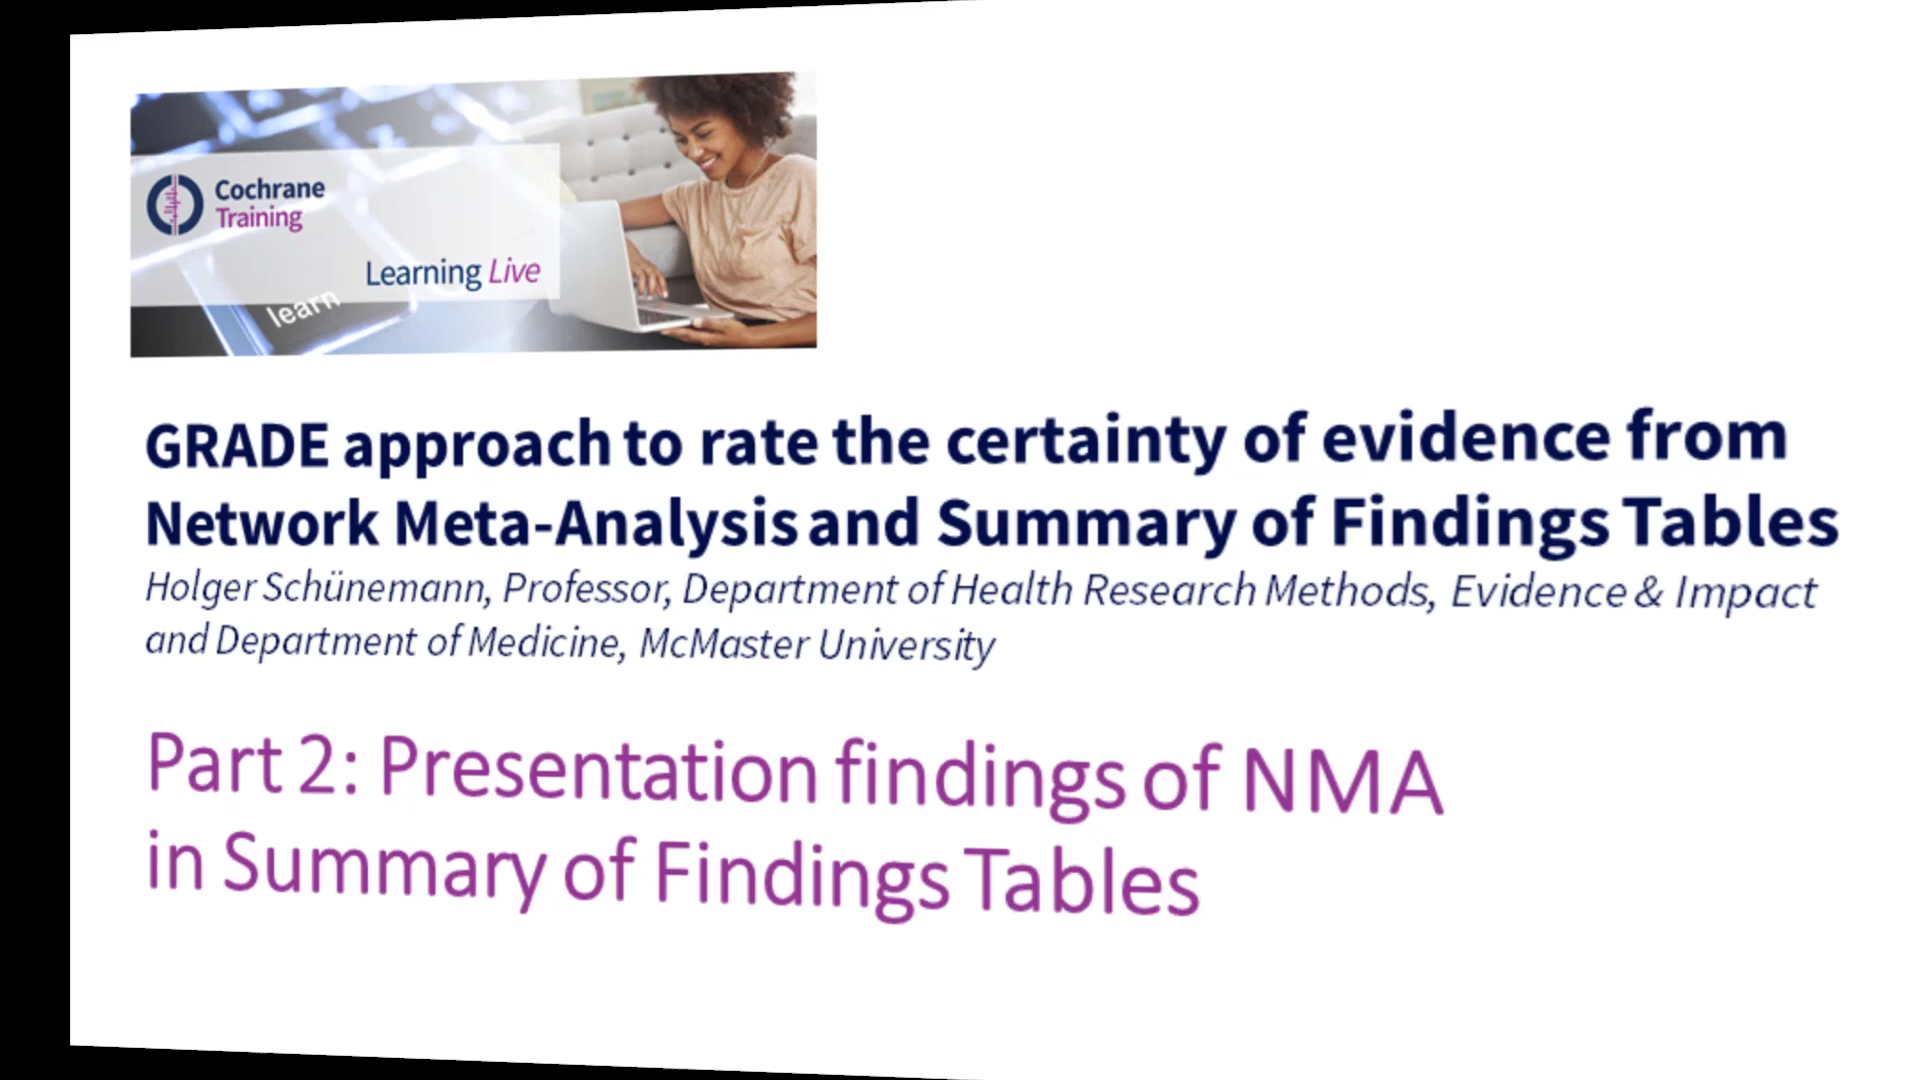 Cochrane
Training
Learning Live
learn
GRADE approach to rate the certainty of evidence from
Network Meta-Analysis and Summary of Findings Tables
Holger Schünemann, Professor, Department of Health Research Methods, Evidence & Impact
and Department of Medicine, McMaster University
Part 2: Presentation findings of NMA
in Summary of Findings Tables